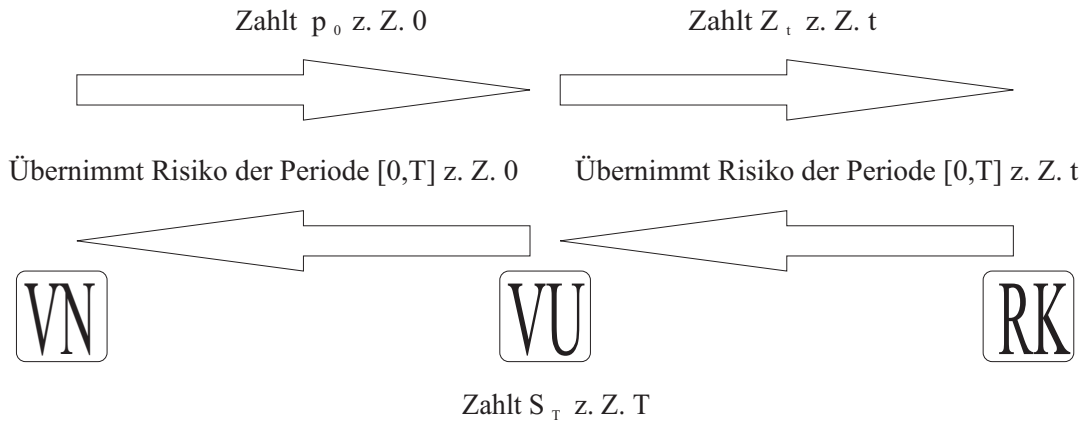 Zahlt p₀ z. Z. 0
Zahlt Zₜ z. Z. t
Übernimmt Risiko der Periode [0,T] z. Z. 0
Übernimmt Risiko der Periode [0,T] z. Z. t
VN
VU
RK
Zahlt S_T z. Z. T